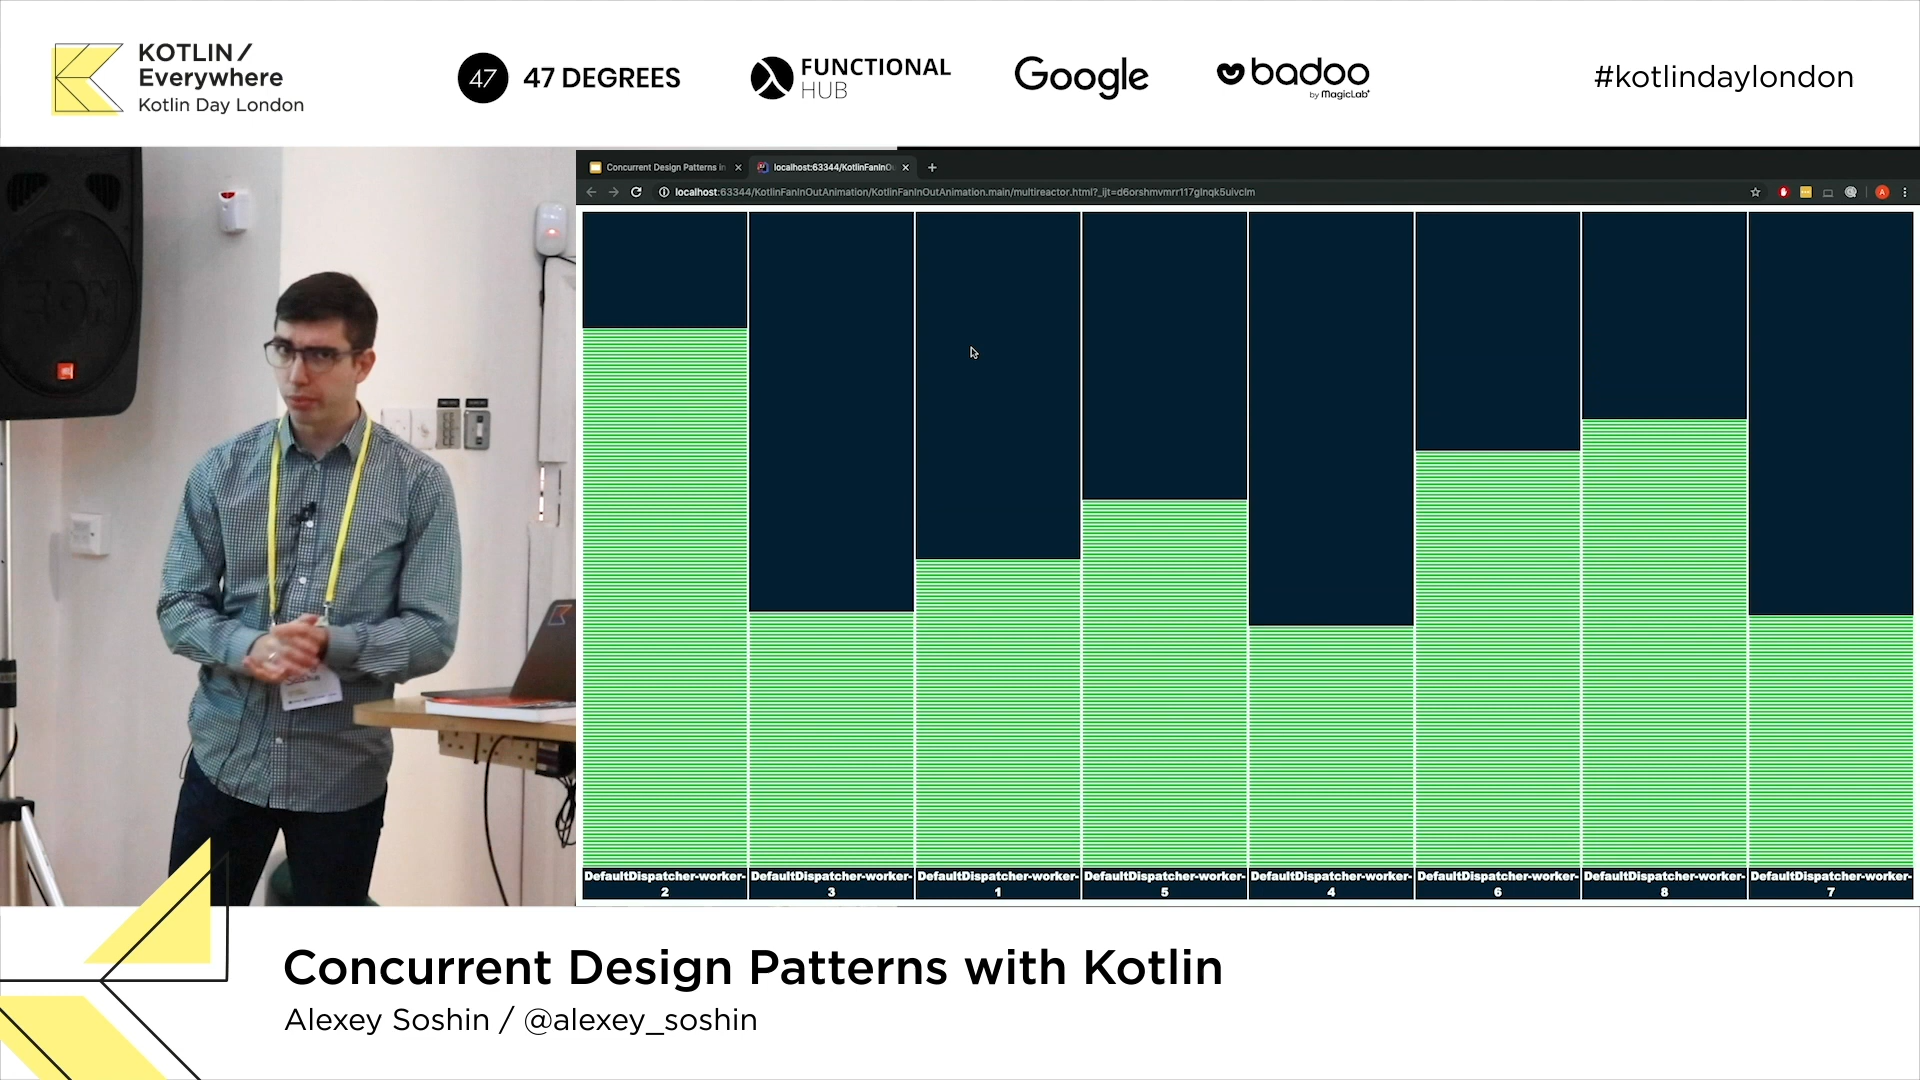 KOTLIN /
Everywhere
Kotlin Day London
47
47 DEGREES
FUNCTIONAL
HUB
Google
badoo
by MagicLab
#kotlindaylondon
Concurrent Design Patterns in
localhost:63344/KotlinFanInO
localhost:63344/KotlinFanInOutAnimation/KotlinFanInOutAnimation.main/multireactor.html?_ijt=d6orshmvmrr117glnqk5uivclm
A
DefaultDispatcher-worker-
2
DefaultDispatcher-worker-
3
DefaultDispatcher-worker-
1
DefaultDispatcher-worker-
5
DefaultDispatcher-worker-
4
DefaultDispatcher-worker-
6
DefaultDispatcher-worker-
8
DefaultDispatcher-worker-
7
Concurrent Design Patterns with Kotlin
Alexey Soshin / @alexey_soshin